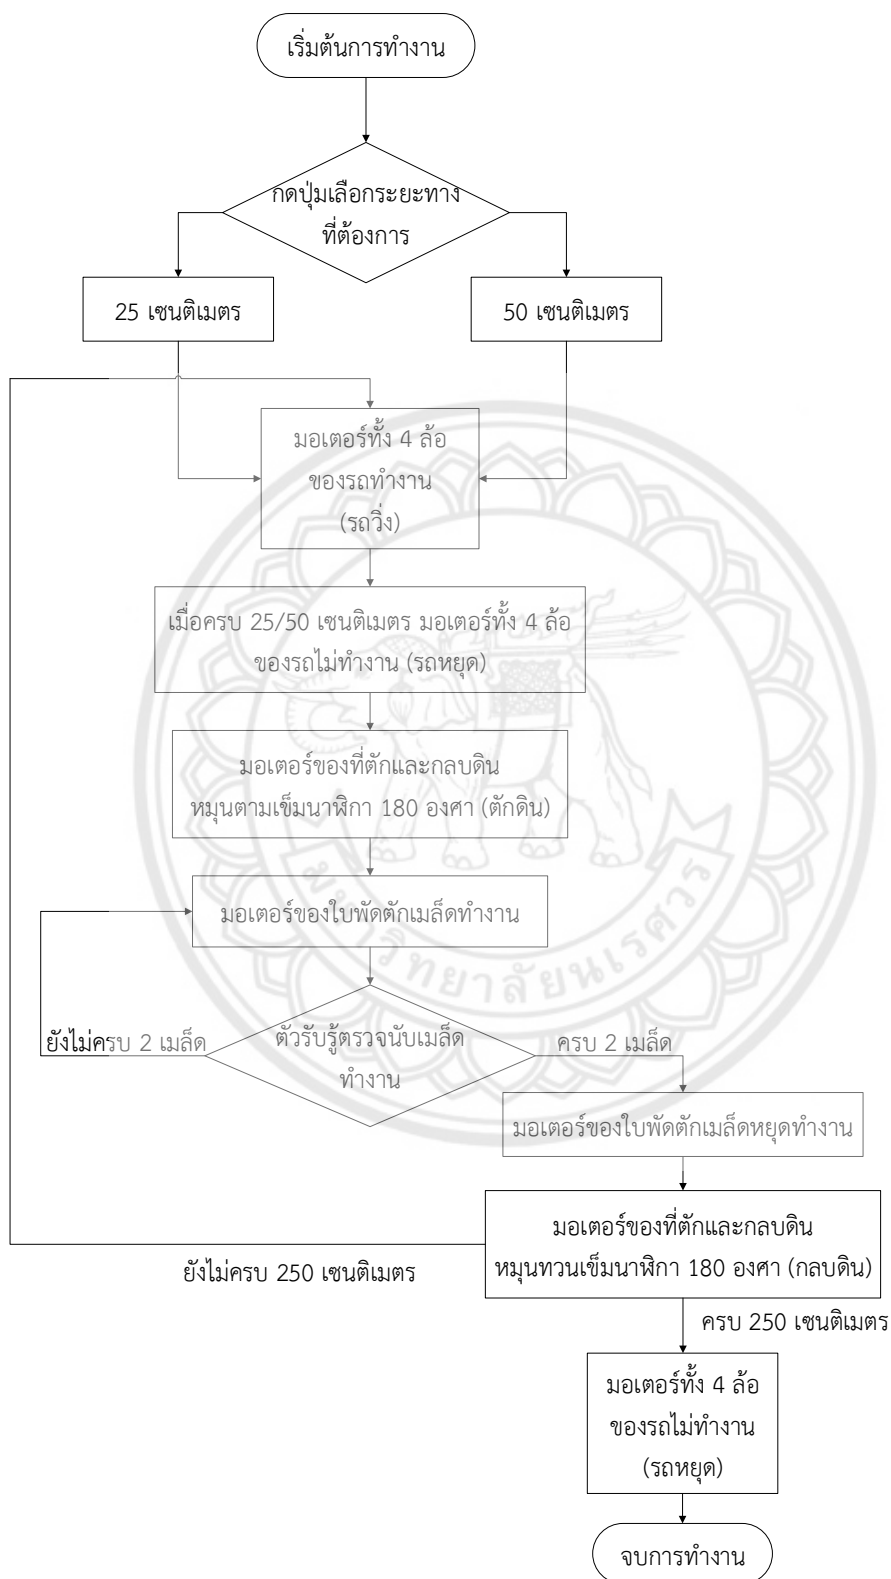 เริ่มต้นการทำงาน
กดปุ่มเลือกระยะทาง
ที่ต้องการ
25 เซนติเมตร
50 เซนติเมตร
มอเตอร์ทั้ง 4 ล้อ
ของรถทำงาน
(รถวิ่ง)
เมื่อครบ 25/50 เซนติเมตร มอเตอร์ทั้ง 4 ล้อ
ของรถไม่ทำงาน (รถหยุด)
มอเตอร์ของที่ตักและกลบดิน
หมุนตามเข็มนาฬิกา 180 องศา (ตักดิน)
มอเตอร์ของใบพัดตักเมล็ดทำงาน
ยังไม่ครบ 2 เมล็ด
ตัวรับรู้ตรวจนับเมล็ด
ทำงาน
ครบ 2 เมล็ด
มอเตอร์ของใบพัดตักเมล็ดหยุดทำงาน
มอเตอร์ของที่ตักและกลบดิน
หมุนทวนเข็มนาฬิกา 180 องศา (กลบดิน)
ยังไม่ครบ 250 เซนติเมตร
ครบ 250 เซนติเมตร
มอเตอร์ทั้ง 4 ล้อ
ของรถไม่ทำงาน
(รถหยุด)
จบการทำงาน
มหาวิทยาลัยนเรศวร